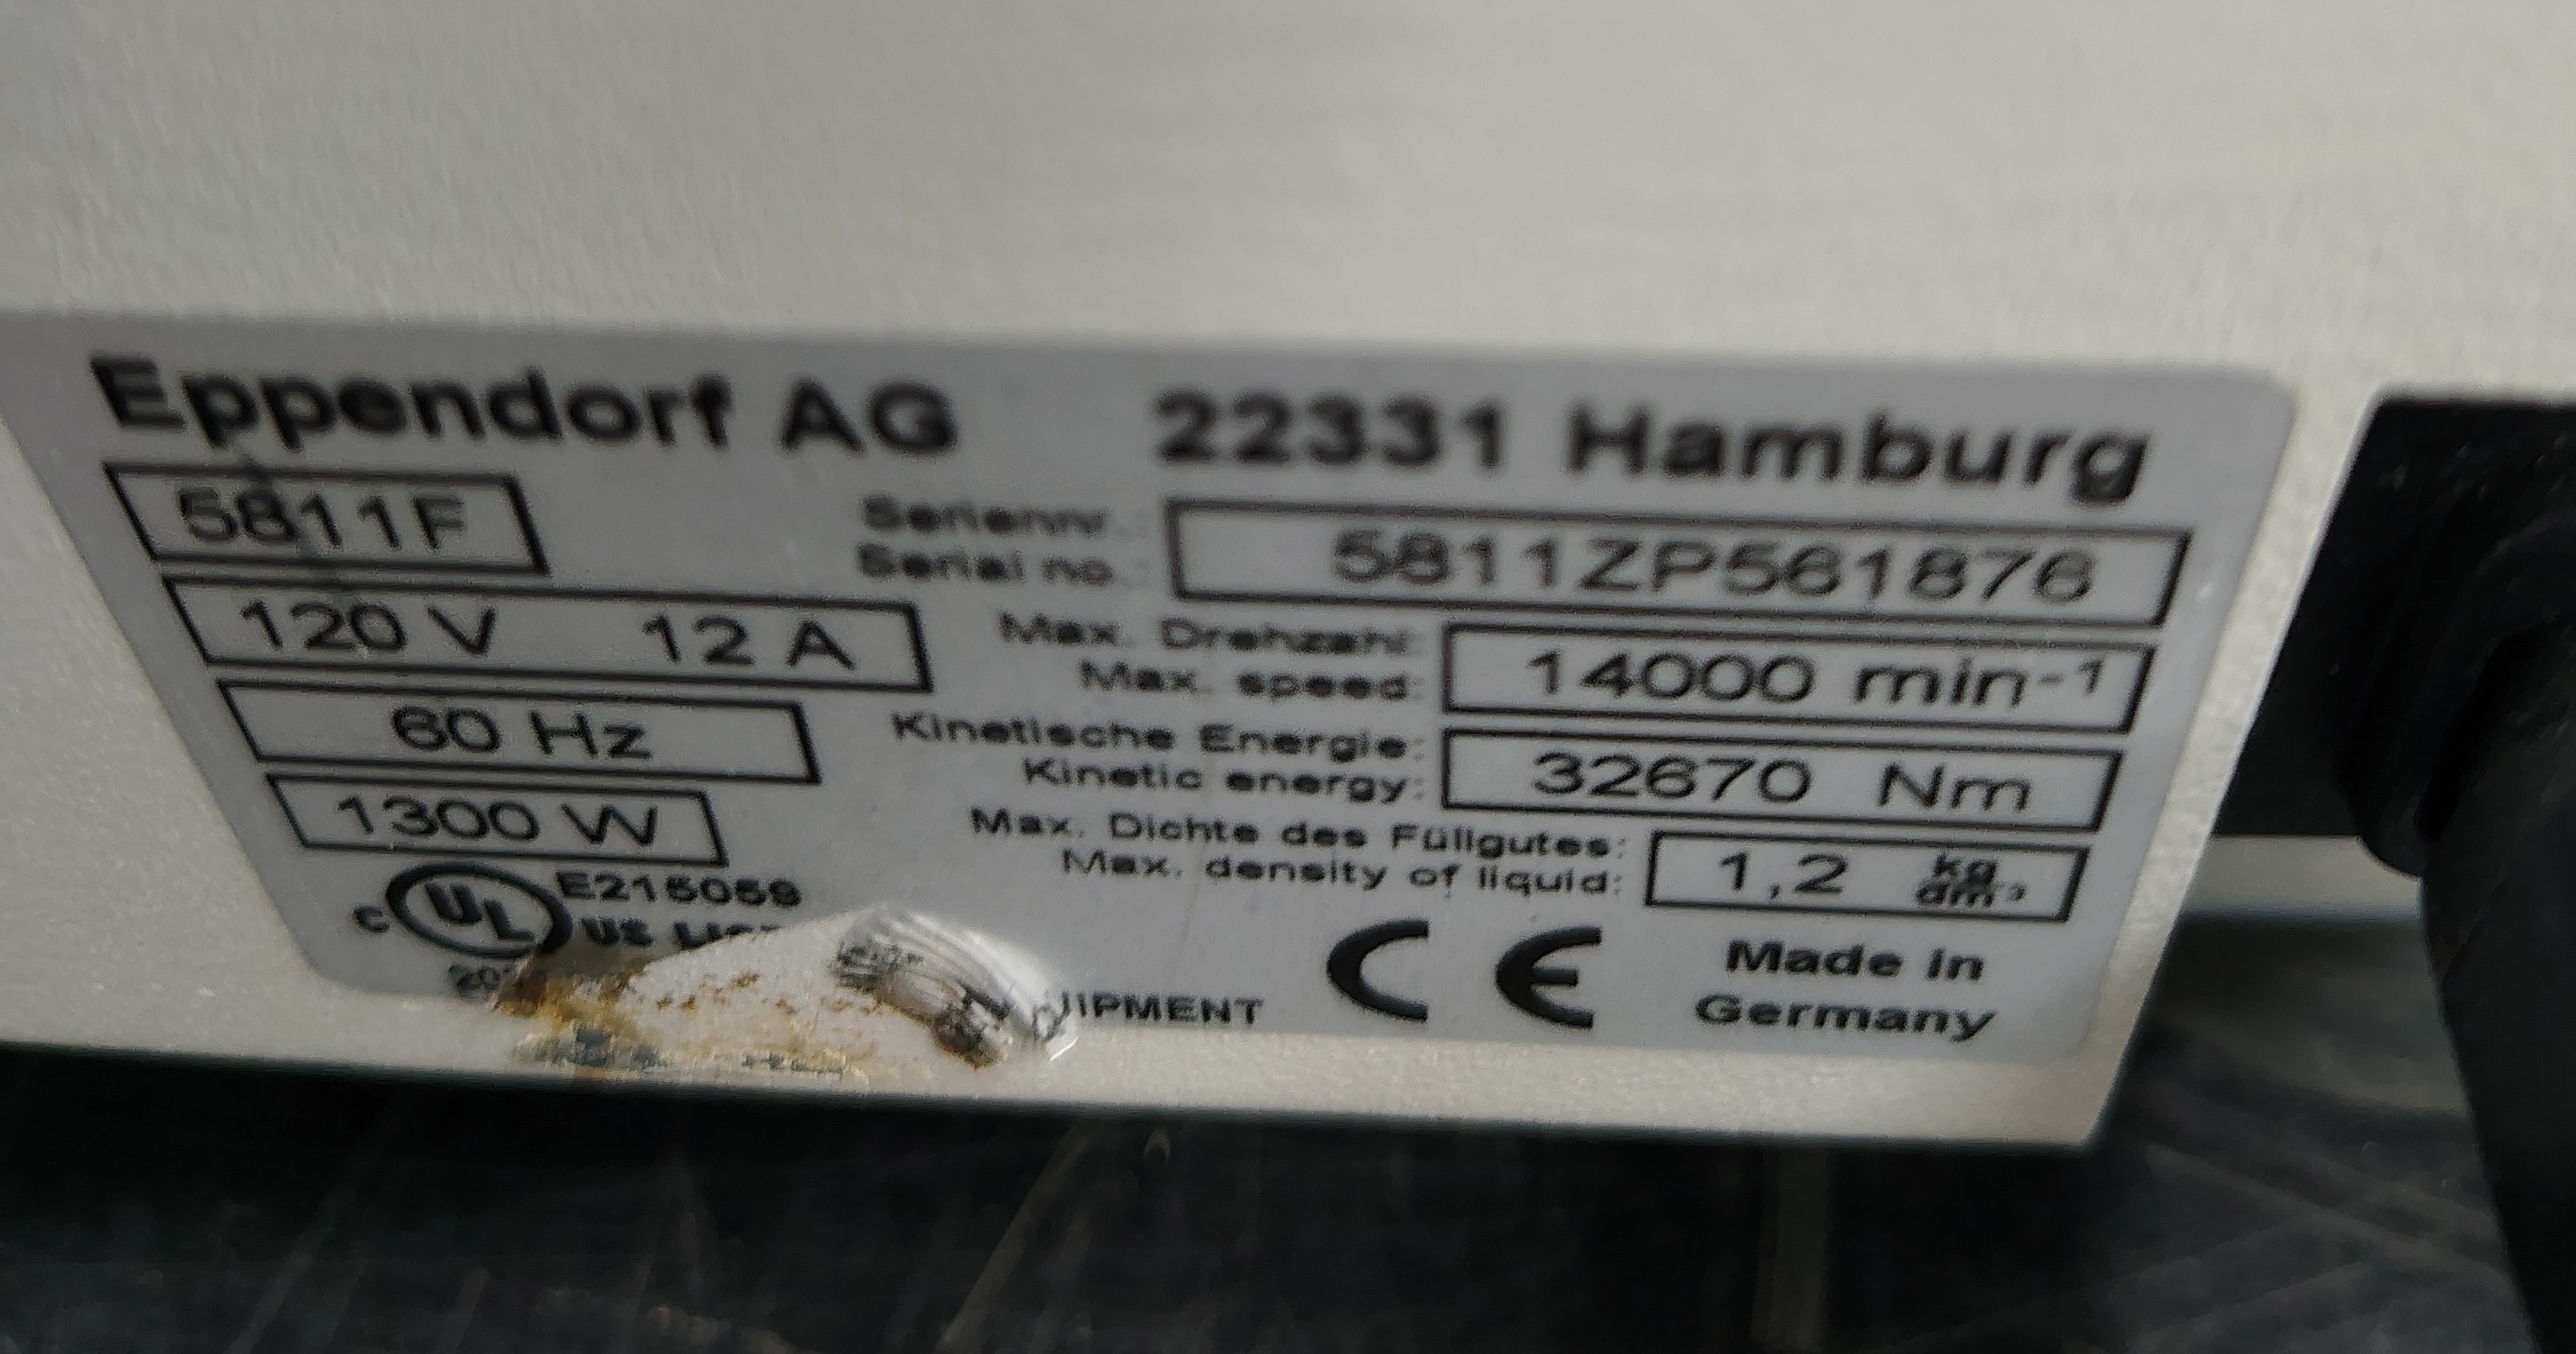 Eppendorf AG 22331 Hamburg
5811F
Seriennr.:
Serial no.:
5811ZP561876
120 V 12 A
Max. Drehzahl:
Max. speed:
14000 min-1
60 Hz
Kinetische Energie:
Kinetic energy:
32670 Nm
1300 W
Max. Dichte des Füllgutes:
Max. density of liquid:
1,2 kg
dm³
C UL E215059
US
CE
Made in
Germany